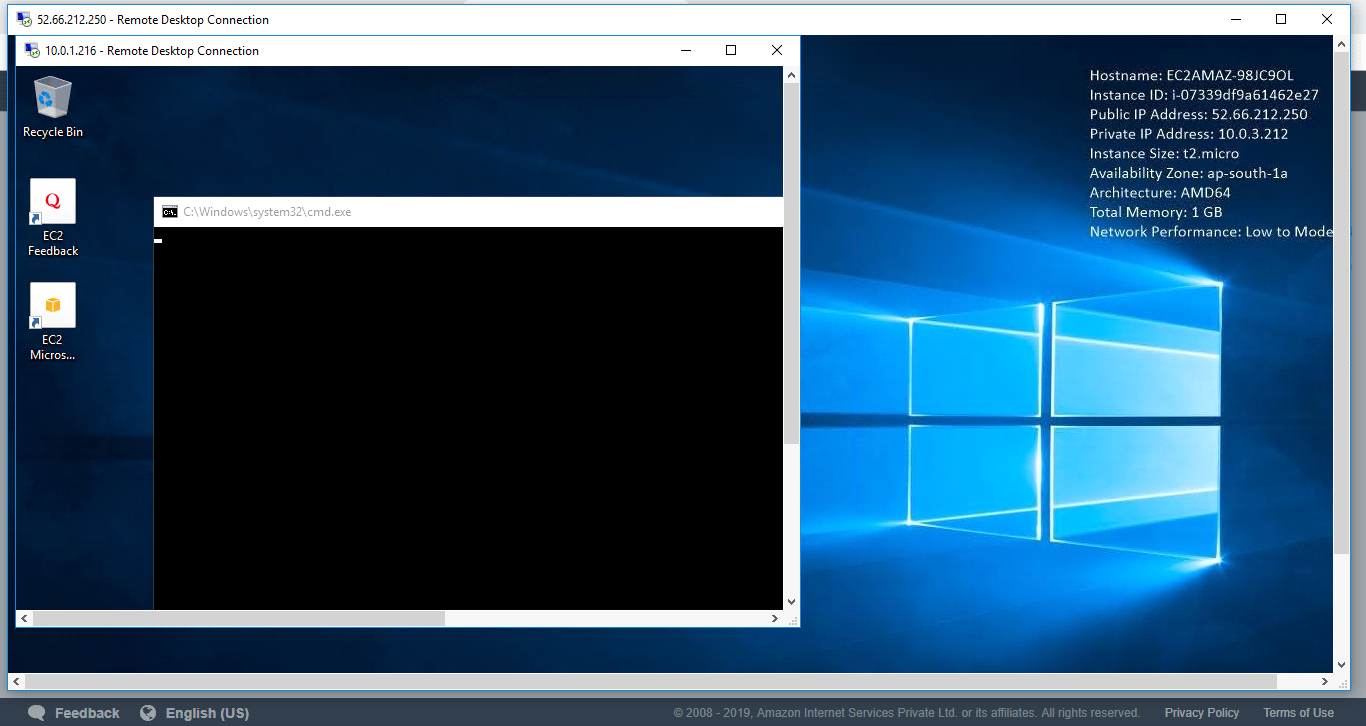 52.66.212.250 - Remote Desktop Connection
10.0.1.216 - Remote Desktop Connection
Recycle Bin
EC2
Feedback
EC2
Micros...
C:\Windows\system32\cmd.exe
Hostname: EC2AMAZ-98JC9OL
Instance ID: i-07339df9a61462e27
Public IP Address: 52.66.212.250
Private IP Address: 10.0.3.212
Instance Size: t2.micro
Availability Zone: ap-south-1a
Architecture: AMD64
Total Memory: 1 GB
Network Performance: Low to Mode
Feedback English (US) © 2008 - 2019, Amazon Internet Services Private Ltd. or its affiliates. All rights reserved. Privacy Policy Terms of Use